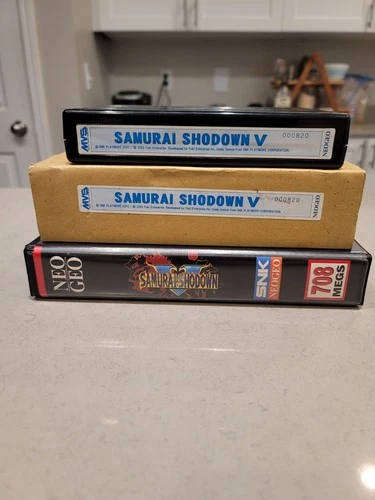 MVS
SAMURAI SHODOWN V
000820
NEOGEO
MVS
SAMURAI SHODOWN V
000820
NEOGEO
NEO
GEO
SAMURAI SHODOWN
V
SNK
NEOGEO
708
MEGS